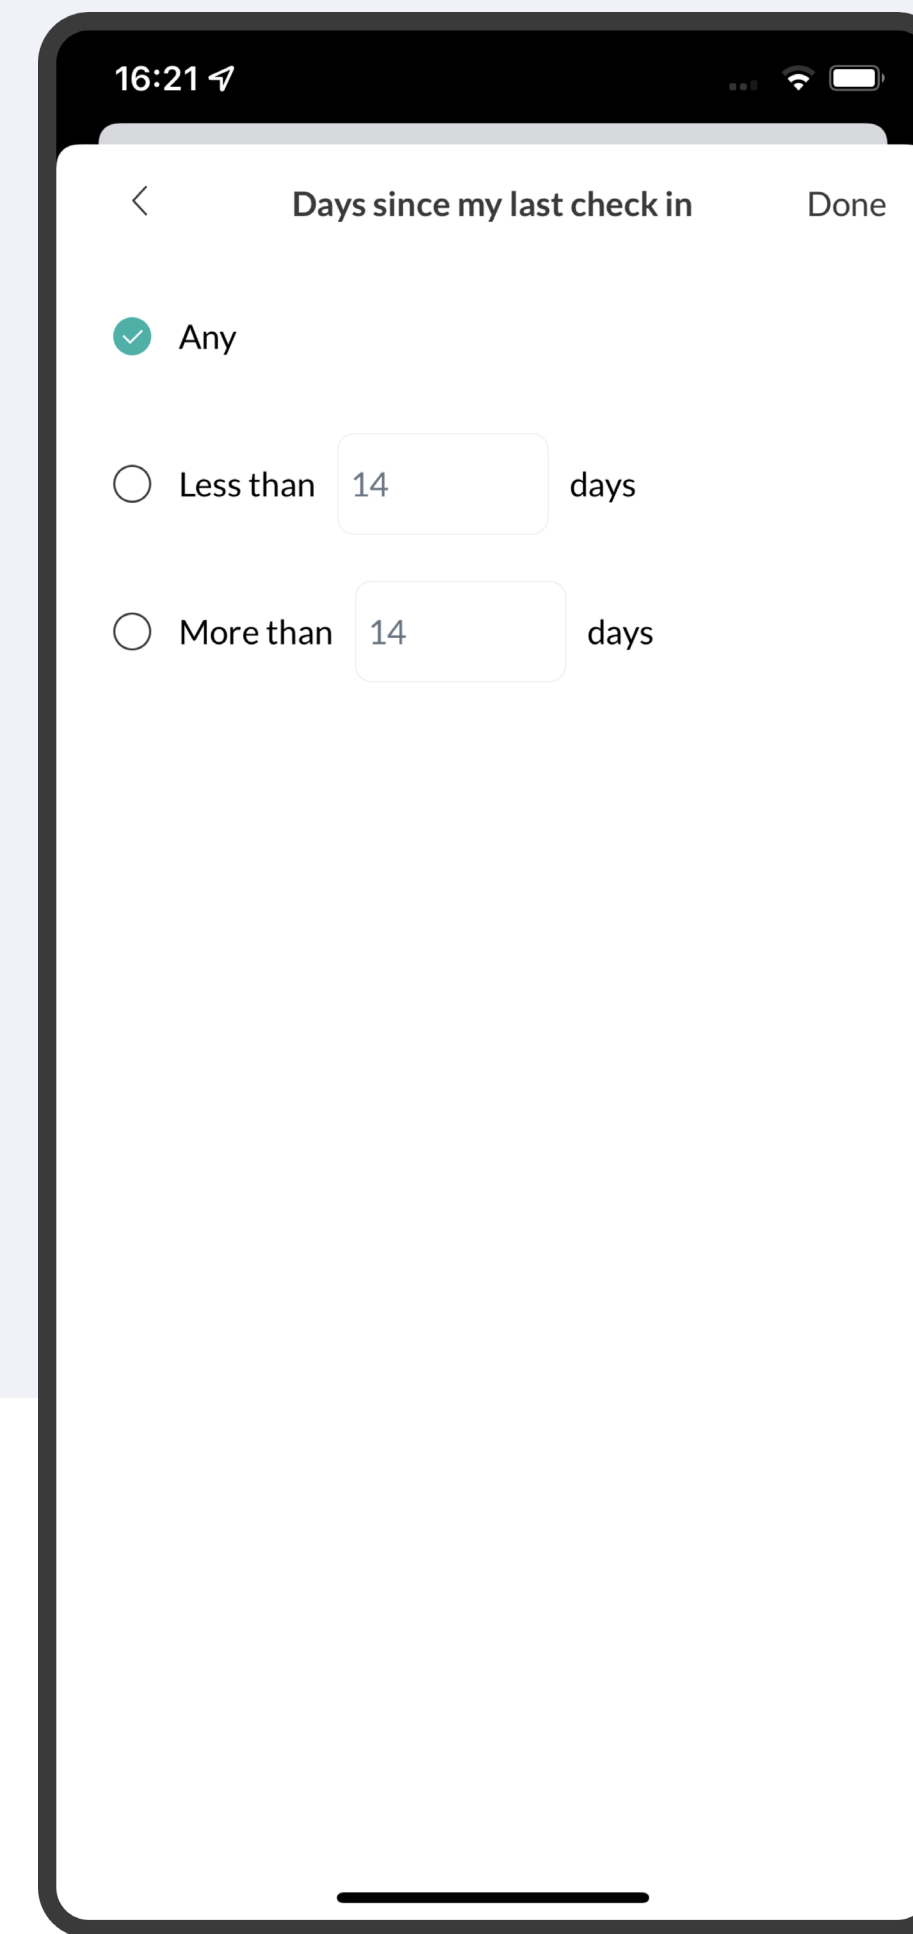 16:21
Days since my last check in Done
Any
Less than 14 days
More than 14 days